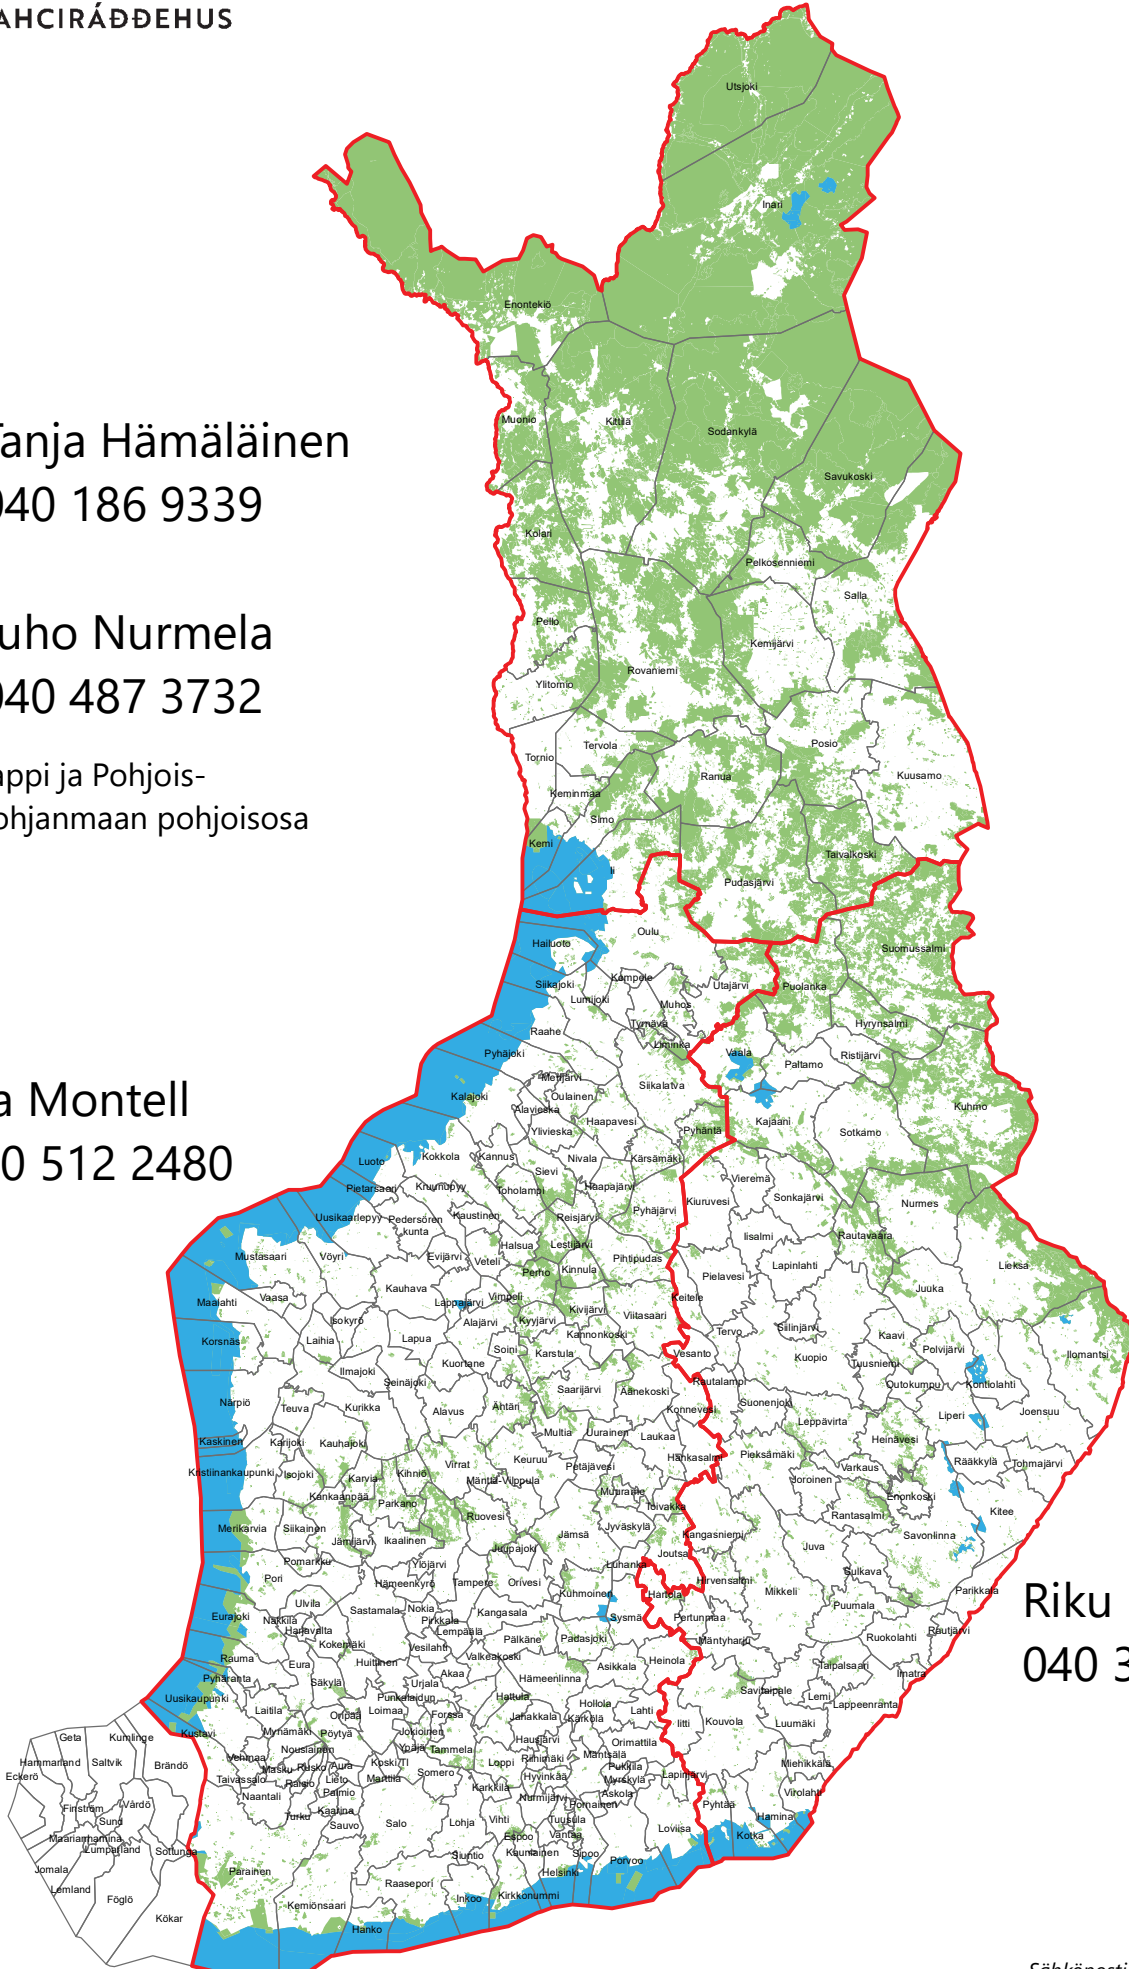 AHCIRÁĐĐEHUS
Utsjoki
Inari
Enontekiö
Muonio
Kittilä
Sodankylä
Savukoski
Tanja Hämäläinen
040 186 9339
Kolari
Pelkosenniemi
Salla
Pello
Kemijärvi
Rovaniemi
Ylitornio
uho Nurmela
040 487 3732
appi ja Pohjois-
ohjanmaan pohjoisosa
Tervola
Posio
Tornio
Ranua
Kuusamo
Keminmaa
Simo
Kemi
Taivalkoski
Ii
Pudasjärvi
Oulu
Hailuoto
Suomussalmi
Kempele
Siikajoki
Utajärvi
Puolanka
Lumijoki
Muhos
Tyrnävä
Hyrynsalmi
Raahe
Liminka
Pyhäjoki
Vaala
Ristijärvi
Paltamo
Merijärvi
Siikalatva
Kalajoki
Oulainen
Alavieska
Kuhmo
Haapavesi
Kajaani
Ylivieska
Pyhäntä
Sotkamo
a Montell
0 512 2480
Luoto
Kokkola
Kannus
Nivala
Kärsämäki
Sievi
Vieremä
Pietarsaari
Kruunupyy
Toholampi
Haapajärvi
Sonkajärvi
Kiuruvesi
Nurmes
Uusikaarlepyy
Pedersören
kunta
Kaustinen
Reisjärvi
Pyhäjärvi
Iisalmi
Rautavaara
Halsua
Lestijärvi
Mustasaari
Vöyri
Evijärvi
Veteli
Pihtipudas
Lapinlahti
Lieksa
Perho
Kinnula
Pielavesi
Kauhava
Juuka
Maalahti
Vaasa
Lappajärvi
Vimpeli
Keitele
Kivijärvi
Viitasaari
Isokyrö
Alajärvi
Kyyjärvi
Kannonkoski
Tervo
Siilinjärvi
Kaavi
Korsnäs
Laihia
Lapua
Soini
Karstula
Vesanto
Polvijärvi
Ilomantsi
Kuortane
Kuopio
Tuusniemi
Ilmajoki
Seinäjoki
Saarijärvi
Äänekoski
Rautalampi
Outokumpu
Kontiolahti
Närpiö
Teuva
Kurikka
Alavus
Ähtäri
Konnevesi
Suonenjoki
Liperi
Joensuu
Leppävirta
Kaskinen
Karijoki
Kauhajoki
Multia
Uurainen
Laukaa
Heinävesi
Hankasalmi
Pieksämäki
Rääkkylä
Tohmajärvi
Kristiinankaupunki
Isojoki
Karvia
Kihniö
Virrat
Keuruu
Petäjävesi
Varkaus
Joroinen
Mänttä-Vilppula
Kankaanpää
Parkano
Muurame
Enonkoski
Toivakka
Kitee
Ruovesi
Rantasalmi
Merikarvia
Siikainen
Jyväskylä
Jämsä
Kangasniemi
Savonlinna
Jämijärvi
Ikaalinen
Juupajoki
Joutsa
Juva
Pomarkku
Ylöjärvi
Luhanka
Sulkava
Pori
Hämeenkyrö
Tampere
Orivesi
Kuhmoinen
Hartola
Hirvensalmi
Mikkeli
Parikkala
Riku
040 3
Ulvila
Sastamala
Nokia
Kangasala
Sysmä
Pertunmaa
Puumala
Eurajoki
Nakkila
Harjavalta
Pirkkala
Lempäälä
Rautjärvi
Kokemäki
Vesilahti
Pälkäne
Padasjoki
Mäntyharju
Ruokolahti
Rauma
Eura
Huittinen
Valkeakoski
Heinola
Asikkala
Taipalsaari
Imatra
Pyhäranta
Säkylä
Akaa
Hämeenlinna
Urjala
Savitaipale
Uusikaupunki
Punkalaidun
Hattula
Lemi
Laitila
Oripää
Loimaa
Forssa
Hollola
Lahti
Lappeenranta
Kustavi
Mynämäki
Pöytyä
Jokioinen
Janakkala
Kärkölä
Iitti
Kouvola
Luumäki
Geta
Kumlinge
Hausjärvi
Orimattila
Vehmaa
Nousiainen
Ypäjä
Tammela
Riihimäki
Mäntsälä
Hammarland
Saltvik
Brändö
Masku
Rusko
Aura
Koski Tl
Loppi
Pukkila
Miehikkälä
Eckerö
Taivassalo
Raisio
Lieto
Marttila
Somero
Hyvinkää
Myrskylä
Lapinjärvi
Naantali
Paimio
Karkkila
Askola
Virolahti
Vårdö
Nurmijärvi
Pornainen
Pyhtää
Finström
Turku
Kaarina
Hamina
Sund
Sauvo
Salo
Lohja
Vihti
Tuusula
Loviisa
Maarianhamina
Espoo
Vantaa
Kotka
Lumparland
Sottunga
Siuntio
Kauniainen
Sipoo
Porvoo
Jomala
Parainen
Helsinki
Lemland
Raasepori
Föglö
Kemiönsaari
Inkoo
Kirkkonummi
Kökar
Hanko
Sähköposti